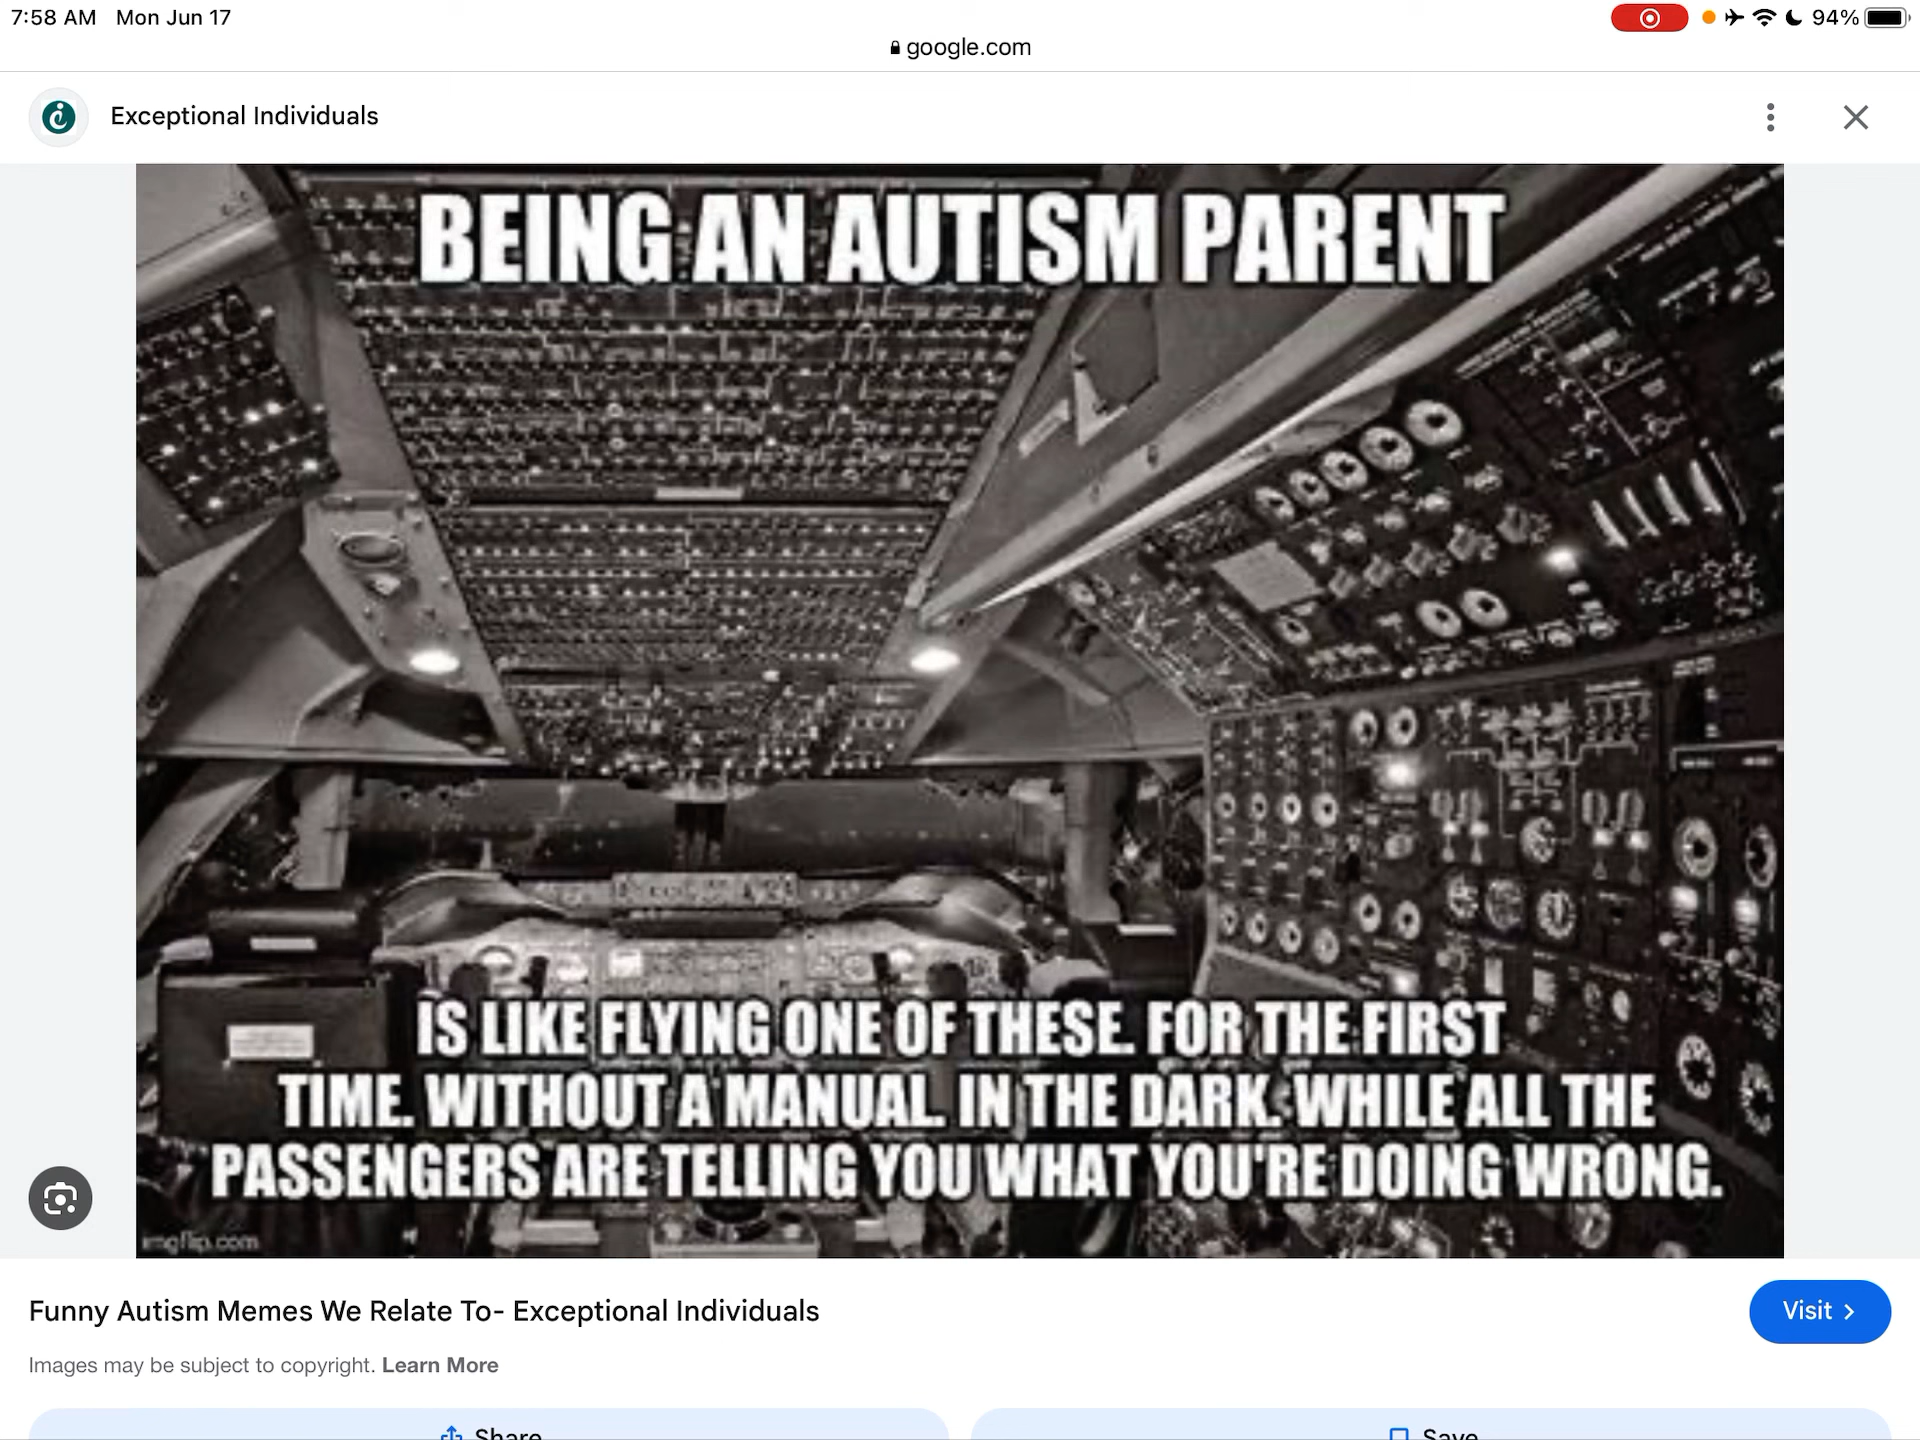 7:58 AM Mon Jun 17
94%
google.com
Exceptional Individuals
BEING AN AUTISM PARENT
IS LIKE FLYING ONE OF THESE. FOR THE FIRST
TIME. WITHOUT A MANUAL. IN THE DARK. WHILE ALL THE
PASSENGERS ARE TELLING YOU WHAT YOU'RE DOING WRONG.
imgflip.com
Funny Autism Memes We Relate To- Exceptional Individuals
Visit
Images may be subject to copyright. Learn More
Share
Save